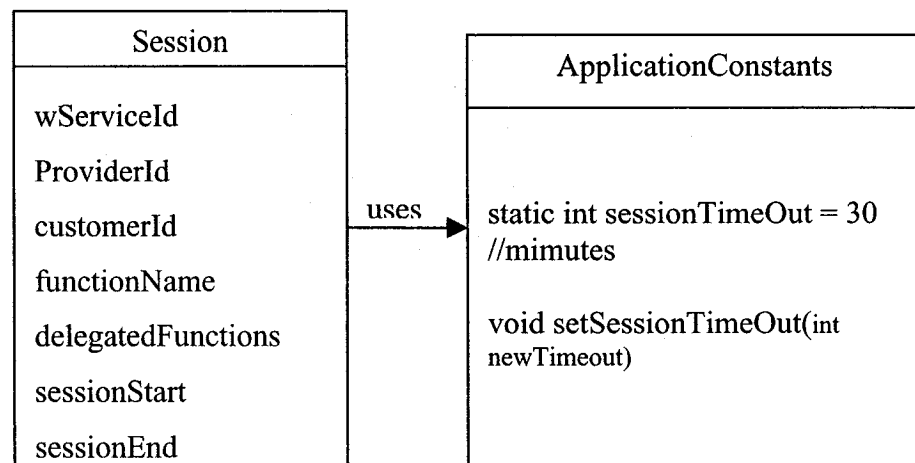 Session
wServiceId
ProviderId
customerId
functionName
delegatedFunctions
sessionStart
sessionEnd
uses
ApplicationConstants
static int sessionTimeOut = 30
//mimutes
void setSessionTimeOut(int
newTimeout)